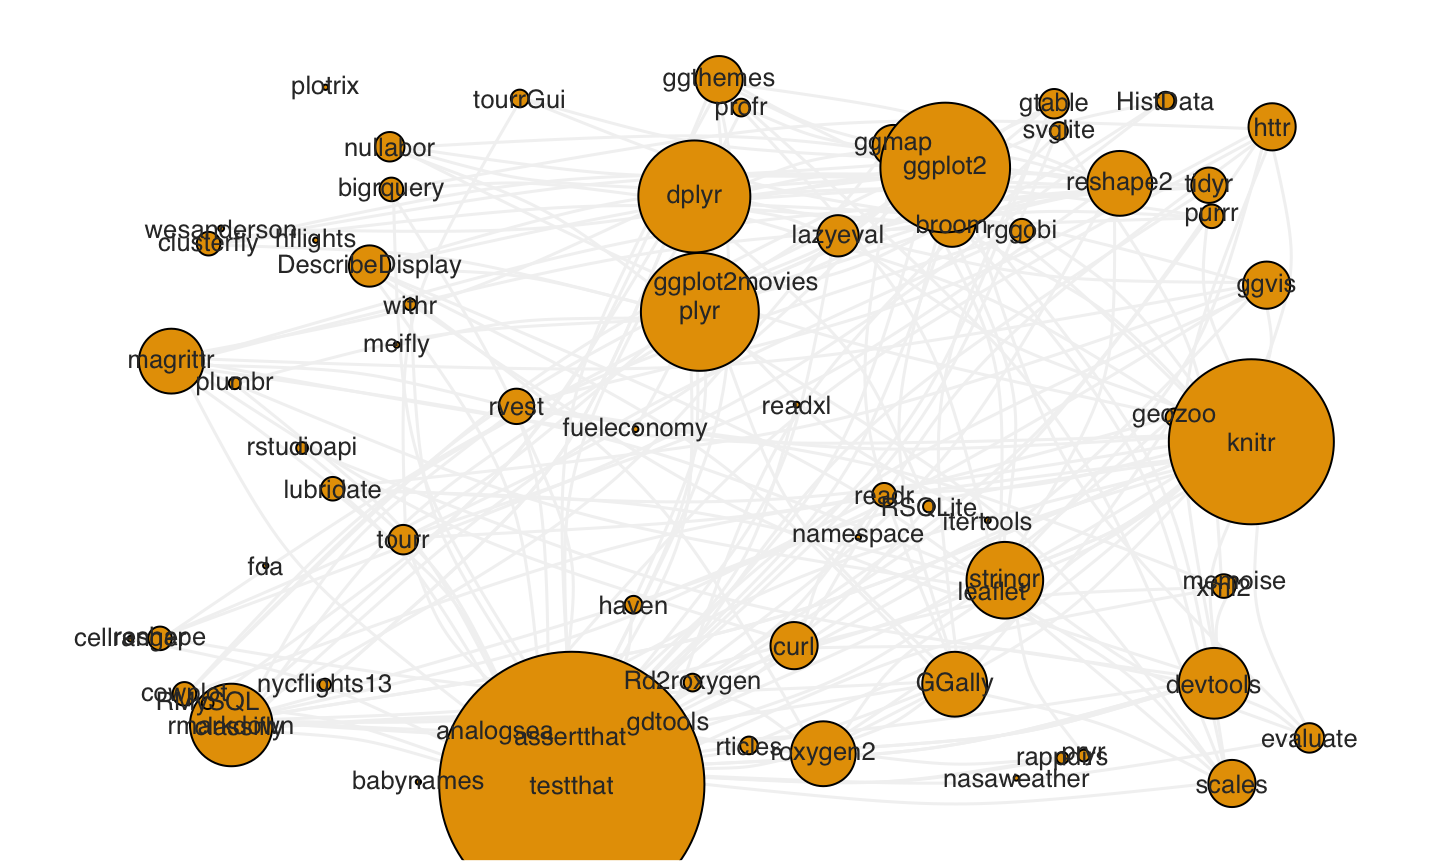 ggthemes
plotrix
tourrGui
profr
gtable
HistData
httr
svglite
nullabor
ggmap
ggplot2
bigrquery
dplyr
reshape2
tidyr
purrr
wesanderson
clusterfly
hflights
lazyeval
broom
rggobi
DescribeDisplay
ggplot2movies
ggvis
withr
plyr
meifly
magrittr
plumbr
rvest
readxl
fueleconomy
geozoo
knitr
rstudioapi
lubridate
readr
RSQLite
itertools
namespace
tourr
fda
stringr
leaflet
memoise
xml2
haven
cellranger
reshape
curl
nycflights13
Rd2roxygen
GGally
devtools
cowplot
RMySQL
rmarkdown
classifly
gdtools
analogsea
assertthat
rticles
roxygen2
evaluate
pryr
rappdirs
nasaweather
babynames
testthat
scales